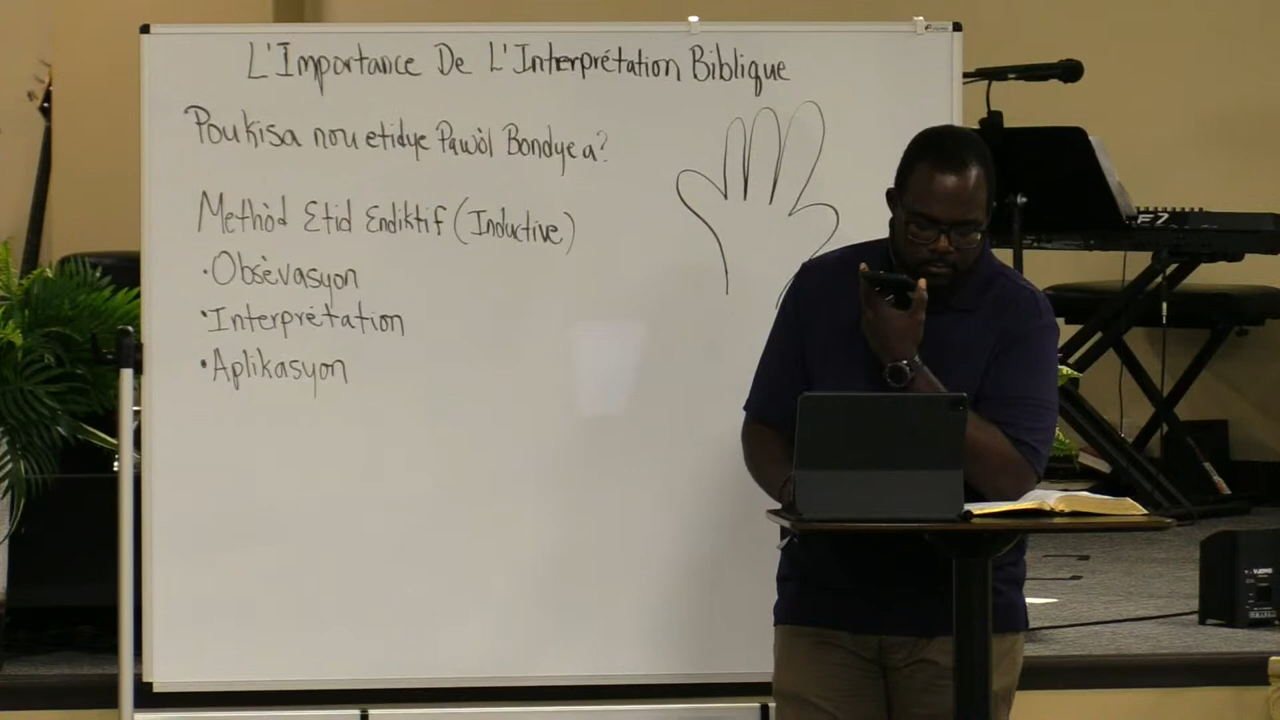 L'Importance De L'Interprétation Biblique
Poukisa nou etidye Pawòl Bondye a?
Methòd Etid Endiktif (Inductive)
•Obsèvasyon
•Interprétation
•Aplikasyon